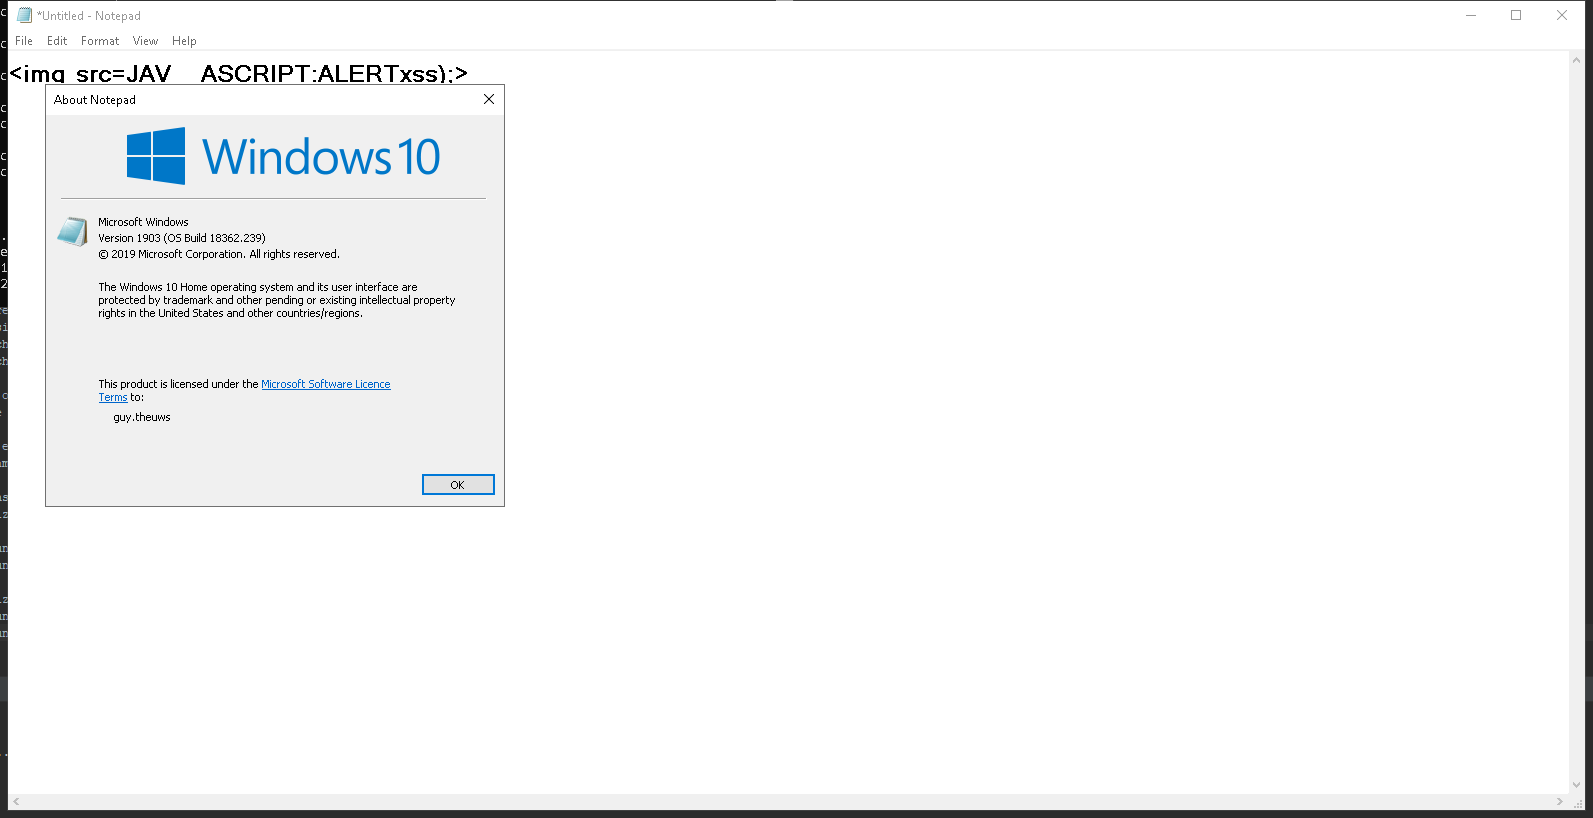 *Untitled - Notepad
File Edit Format View Help
<img src=JAV ASCRIPT:ALERTxss);>
About Notepad
Windows 10
Microsoft Windows
Version 1903 (OS Build 18362.239)
© 2019 Microsoft Corporation. All rights reserved.
The Windows 10 Home operating system and its user interface are
protected by trademark and other pending or existing intellectual property
rights in the United States and other countries/regions.
This product is licensed under the Microsoft Software Licence
Terms to:
guy.theuws
OK